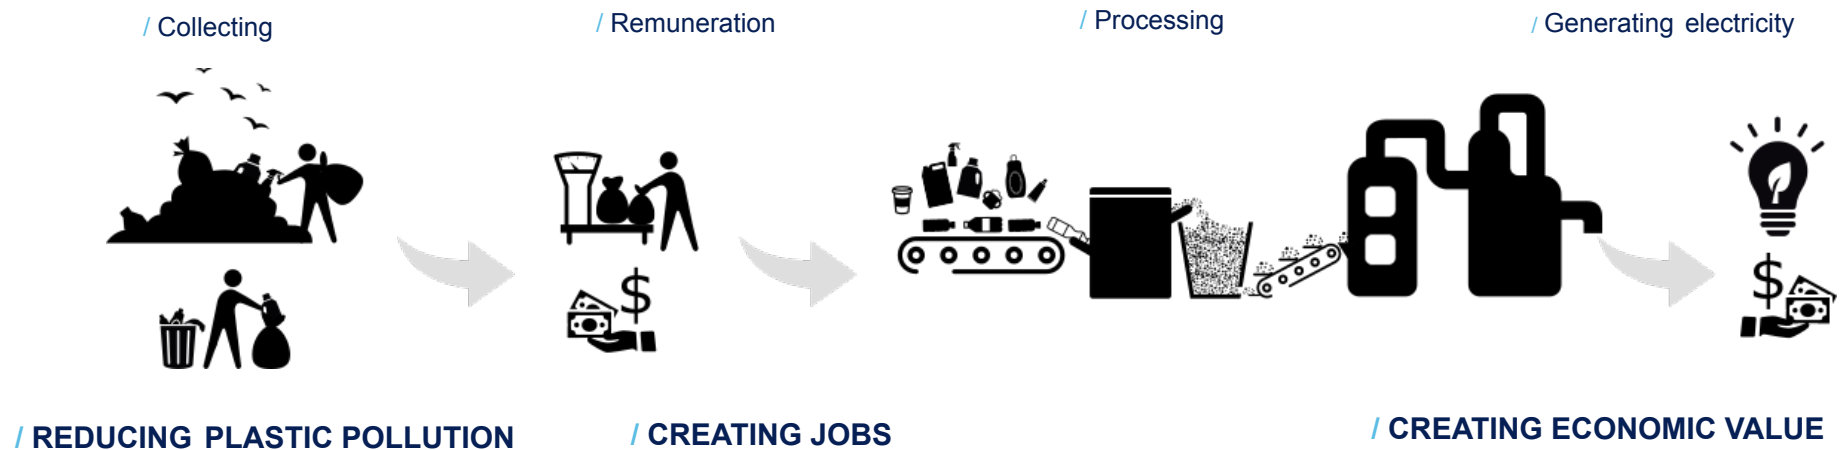 / Collecting
/ Remuneration
/ Processing
/ Generating electricity
$
$
/ REDUCING PLASTIC POLLUTION
/ CREATING JOBS
/ CREATING ECONOMIC VALUE